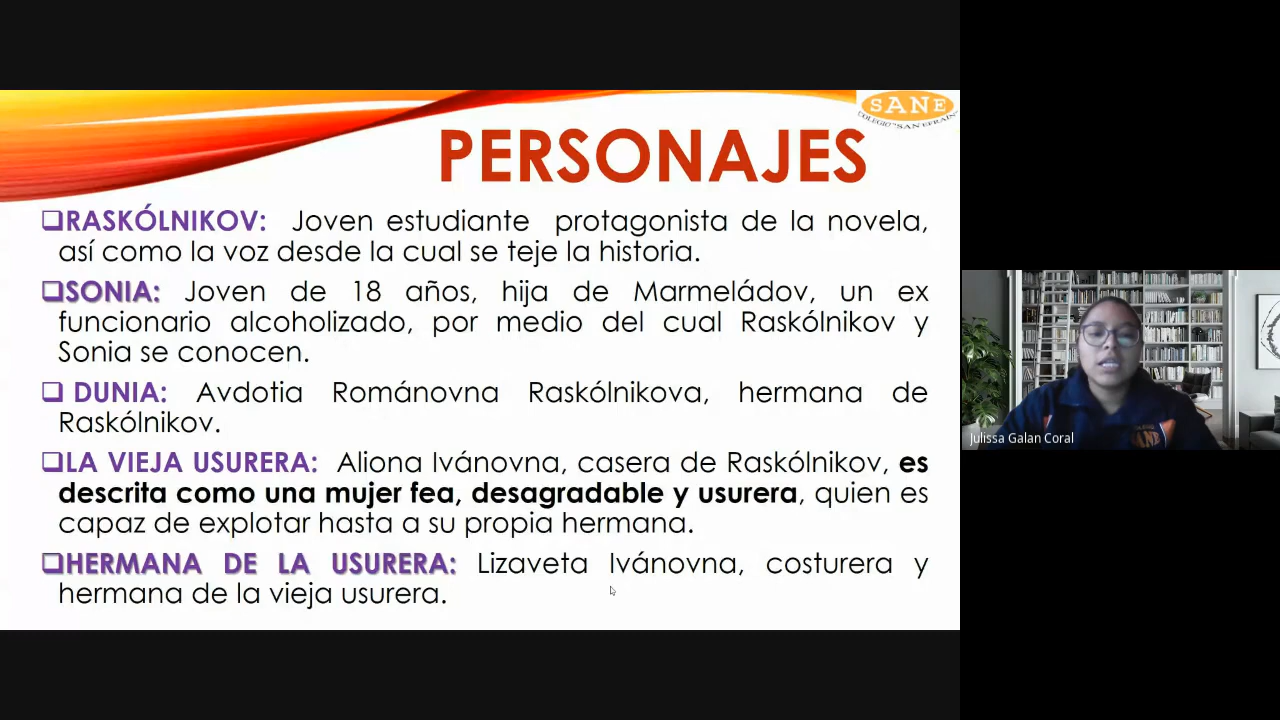 SANE
COLEGIO "SAN EFRAIN"
PERSONAJES
❑RASKÓLNIKOV: Joven estudiante protagonista de la novela,
así como la voz desde la cual se teje la historia.
❑SONIA: Joven de 18 años, hija de Marmeládov, un ex
funcionario alcoholizado, por medio del cual Raskólnikov y
Sonia se conocen.
❑ DUNIA: Avdotia Románovna Raskólnikova, hermana de
Raskólnikov.
❑LA VIEJA USURERA: Aliona Ivánovna, casera de Raskólnikov, es
descrita como una mujer fea, desagradable y usurera, quien es
capaz de explotar hasta a su propia hermana.
❑HERMANA DE LA USURERA: Lizaveta Ivánovna, costurera y
hermana de la vieja usurera.
Julissa Galan Coral
SANE